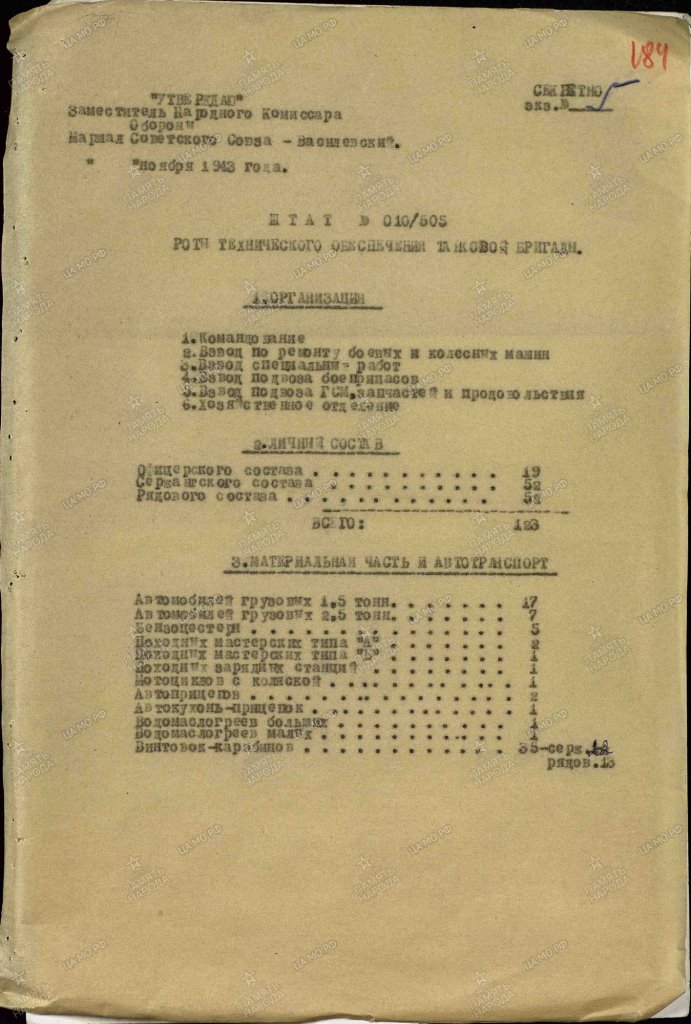 184
СЕКРЕТНО
экз.№ 5
"УТВЕРЖДАЮ"
Заместитель Народного Комиссара
Обороны
Маршал Советского Союза - Василевский.
" "ноября 1943 года.
ШТАТ № 010/505
РОТЫ ТЕХНИЧЕСКОГО ОБЕСПЕЧЕНИЯ ТАНКОВОЙ БРИГАДЫ.
1.ОРГАНИЗАЦИЯ
1.Командование
2.Взвод по ремонту боевых и колесных машин
3.Взвод специальных работ
4.Взвод подвоза боеприпасов
5.Взвод подвоза ГСМ, запчастей и продовольствия
6.Хозяйственное отделение
2.ЛИЧНЫЙ СОСТАВ
Офицерского состава . . . . . . . . . . . 19
Сержантского состава . . . . . . . . . . 52
Рядового состава . . . . . . . . . . . . 52
ВСЕГО: 123
3.МАТЕРИАЛЬНАЯ ЧАСТЬ И АВТОТРАНСПОРТ
Автомобилей грузовых 1,5 тонн. . . . . . . . 17
Автомобилей грузовых 2,5 тонн. . . . . . . . 7
Бензоцестерн . . . . . . . . . . . . . . . 5
Походных мастерских типа "А" . . . . . . . . 2
Походных мастерских типа "Б" . . . . . . . . 1
Походных зарядных станций . . . . . . . . . 1
Мотоциклов с коляской . . . . . . . . . . . 1
Автоприцепов . . . . . . . . . . . . . . . 2
Автокухонь-прицепок . . . . . . . . . . . . 1
Водомаслогреев больших . . . . . . . . . . 1
Водомаслогреев малых . . . . . . . . . . . 1
Винтовок-карабинов . . . . . . . . . . . . 35-серж.
рядов.13